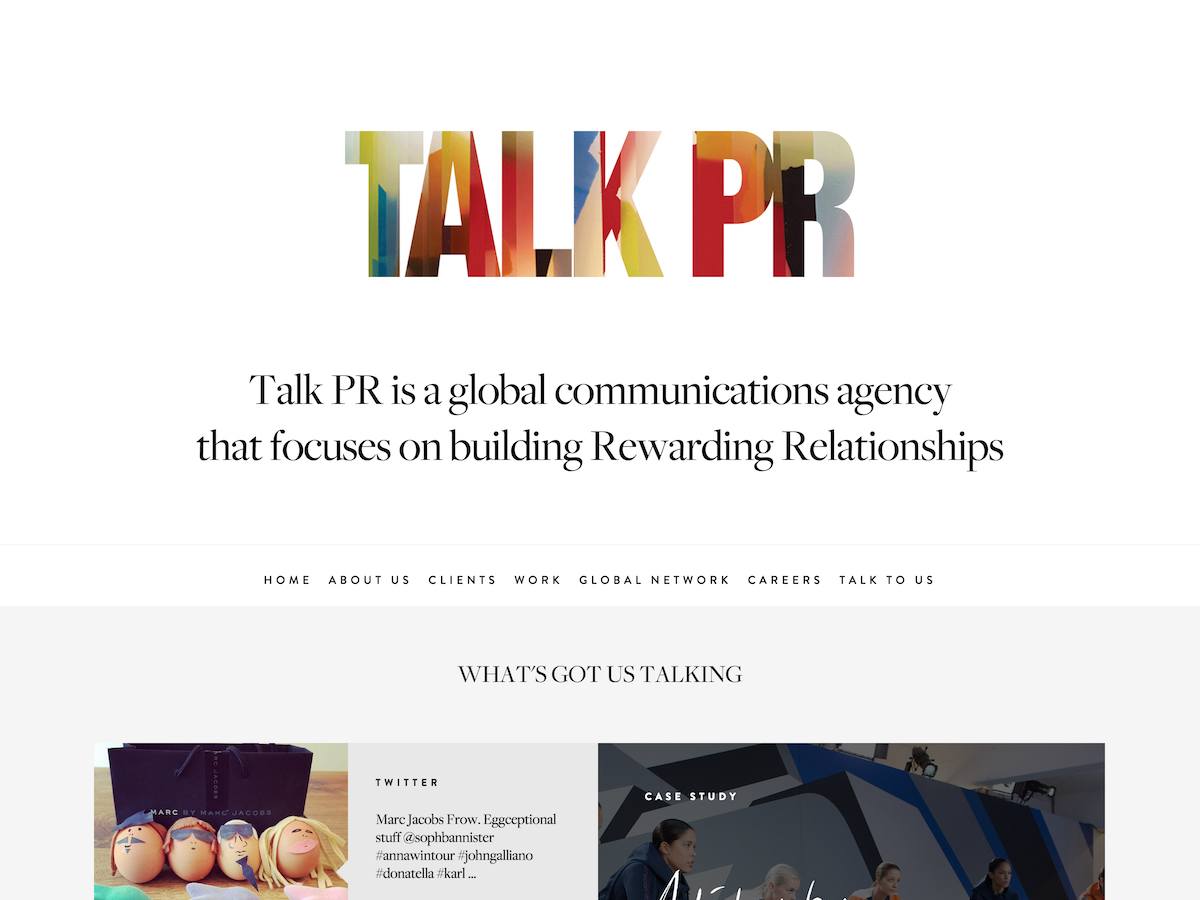 TALK PR
Talk PR is a global communications agency
that focuses on building Rewarding Relationships
HOME ABOUT US CLIENTS WORK GLOBAL NETWORK CAREERS TALK TO US
WHAT'S GOT US TALKING
MARC JACOBS
MARC BY MARC JACOBS
TWITTER
Marc Jacobs Frow. Eggceptional
stuff @sophbannister
#annawintour #johngalliano
#donatella #karl ...
CASE STUDY